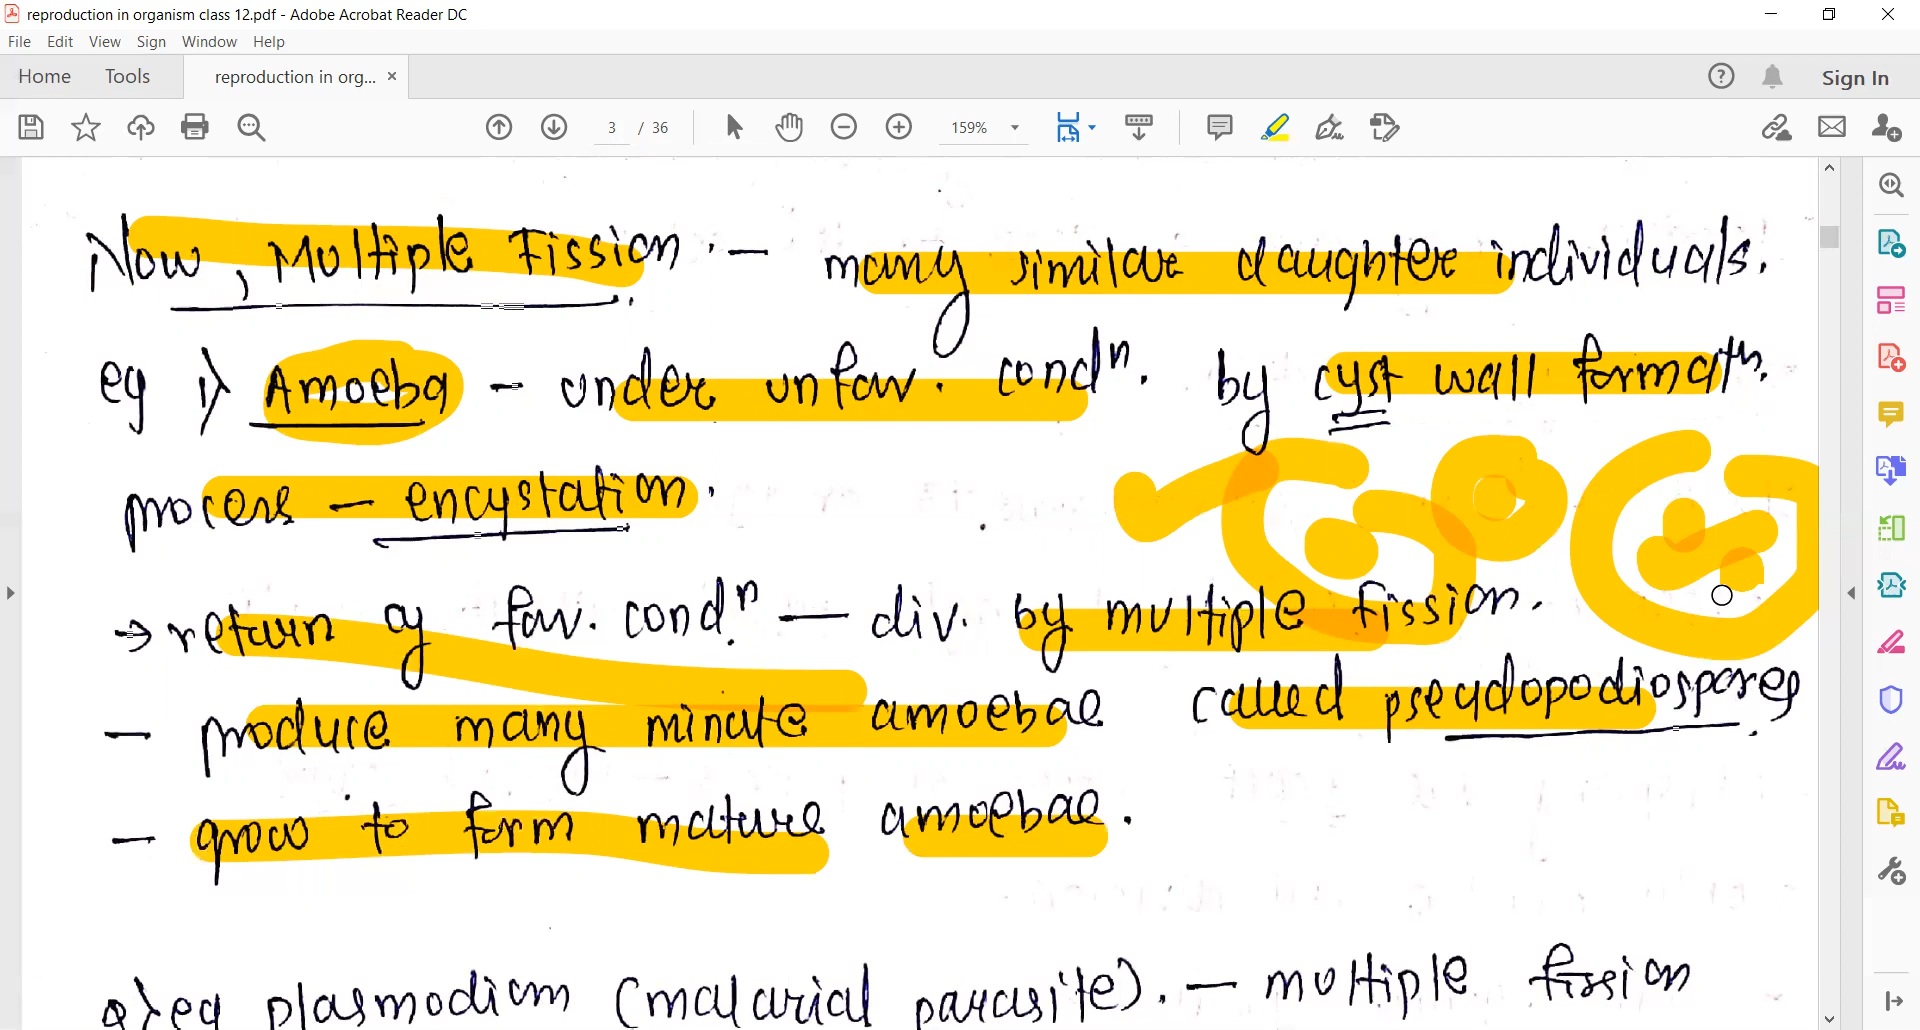 reproduction in organism class 12.pdf - Adobe Acrobat Reader DC
File Edit View Sign Window Help
Home Tools reproduction in org... × Sign In
3 / 36 159%
Now, Multiple Fission. — many similar daughter individuals.
eg 1) Amoeba - under unfav. condn. by cyst wall formatn.
process — encystation.
→ return of fav. condn. — div. by multiple fission.
— produce many minute amoebae called pseudopodiospores.
— grow to form mature amoebae.
2) eg plasmodium (malarial parasite). — multiple fission